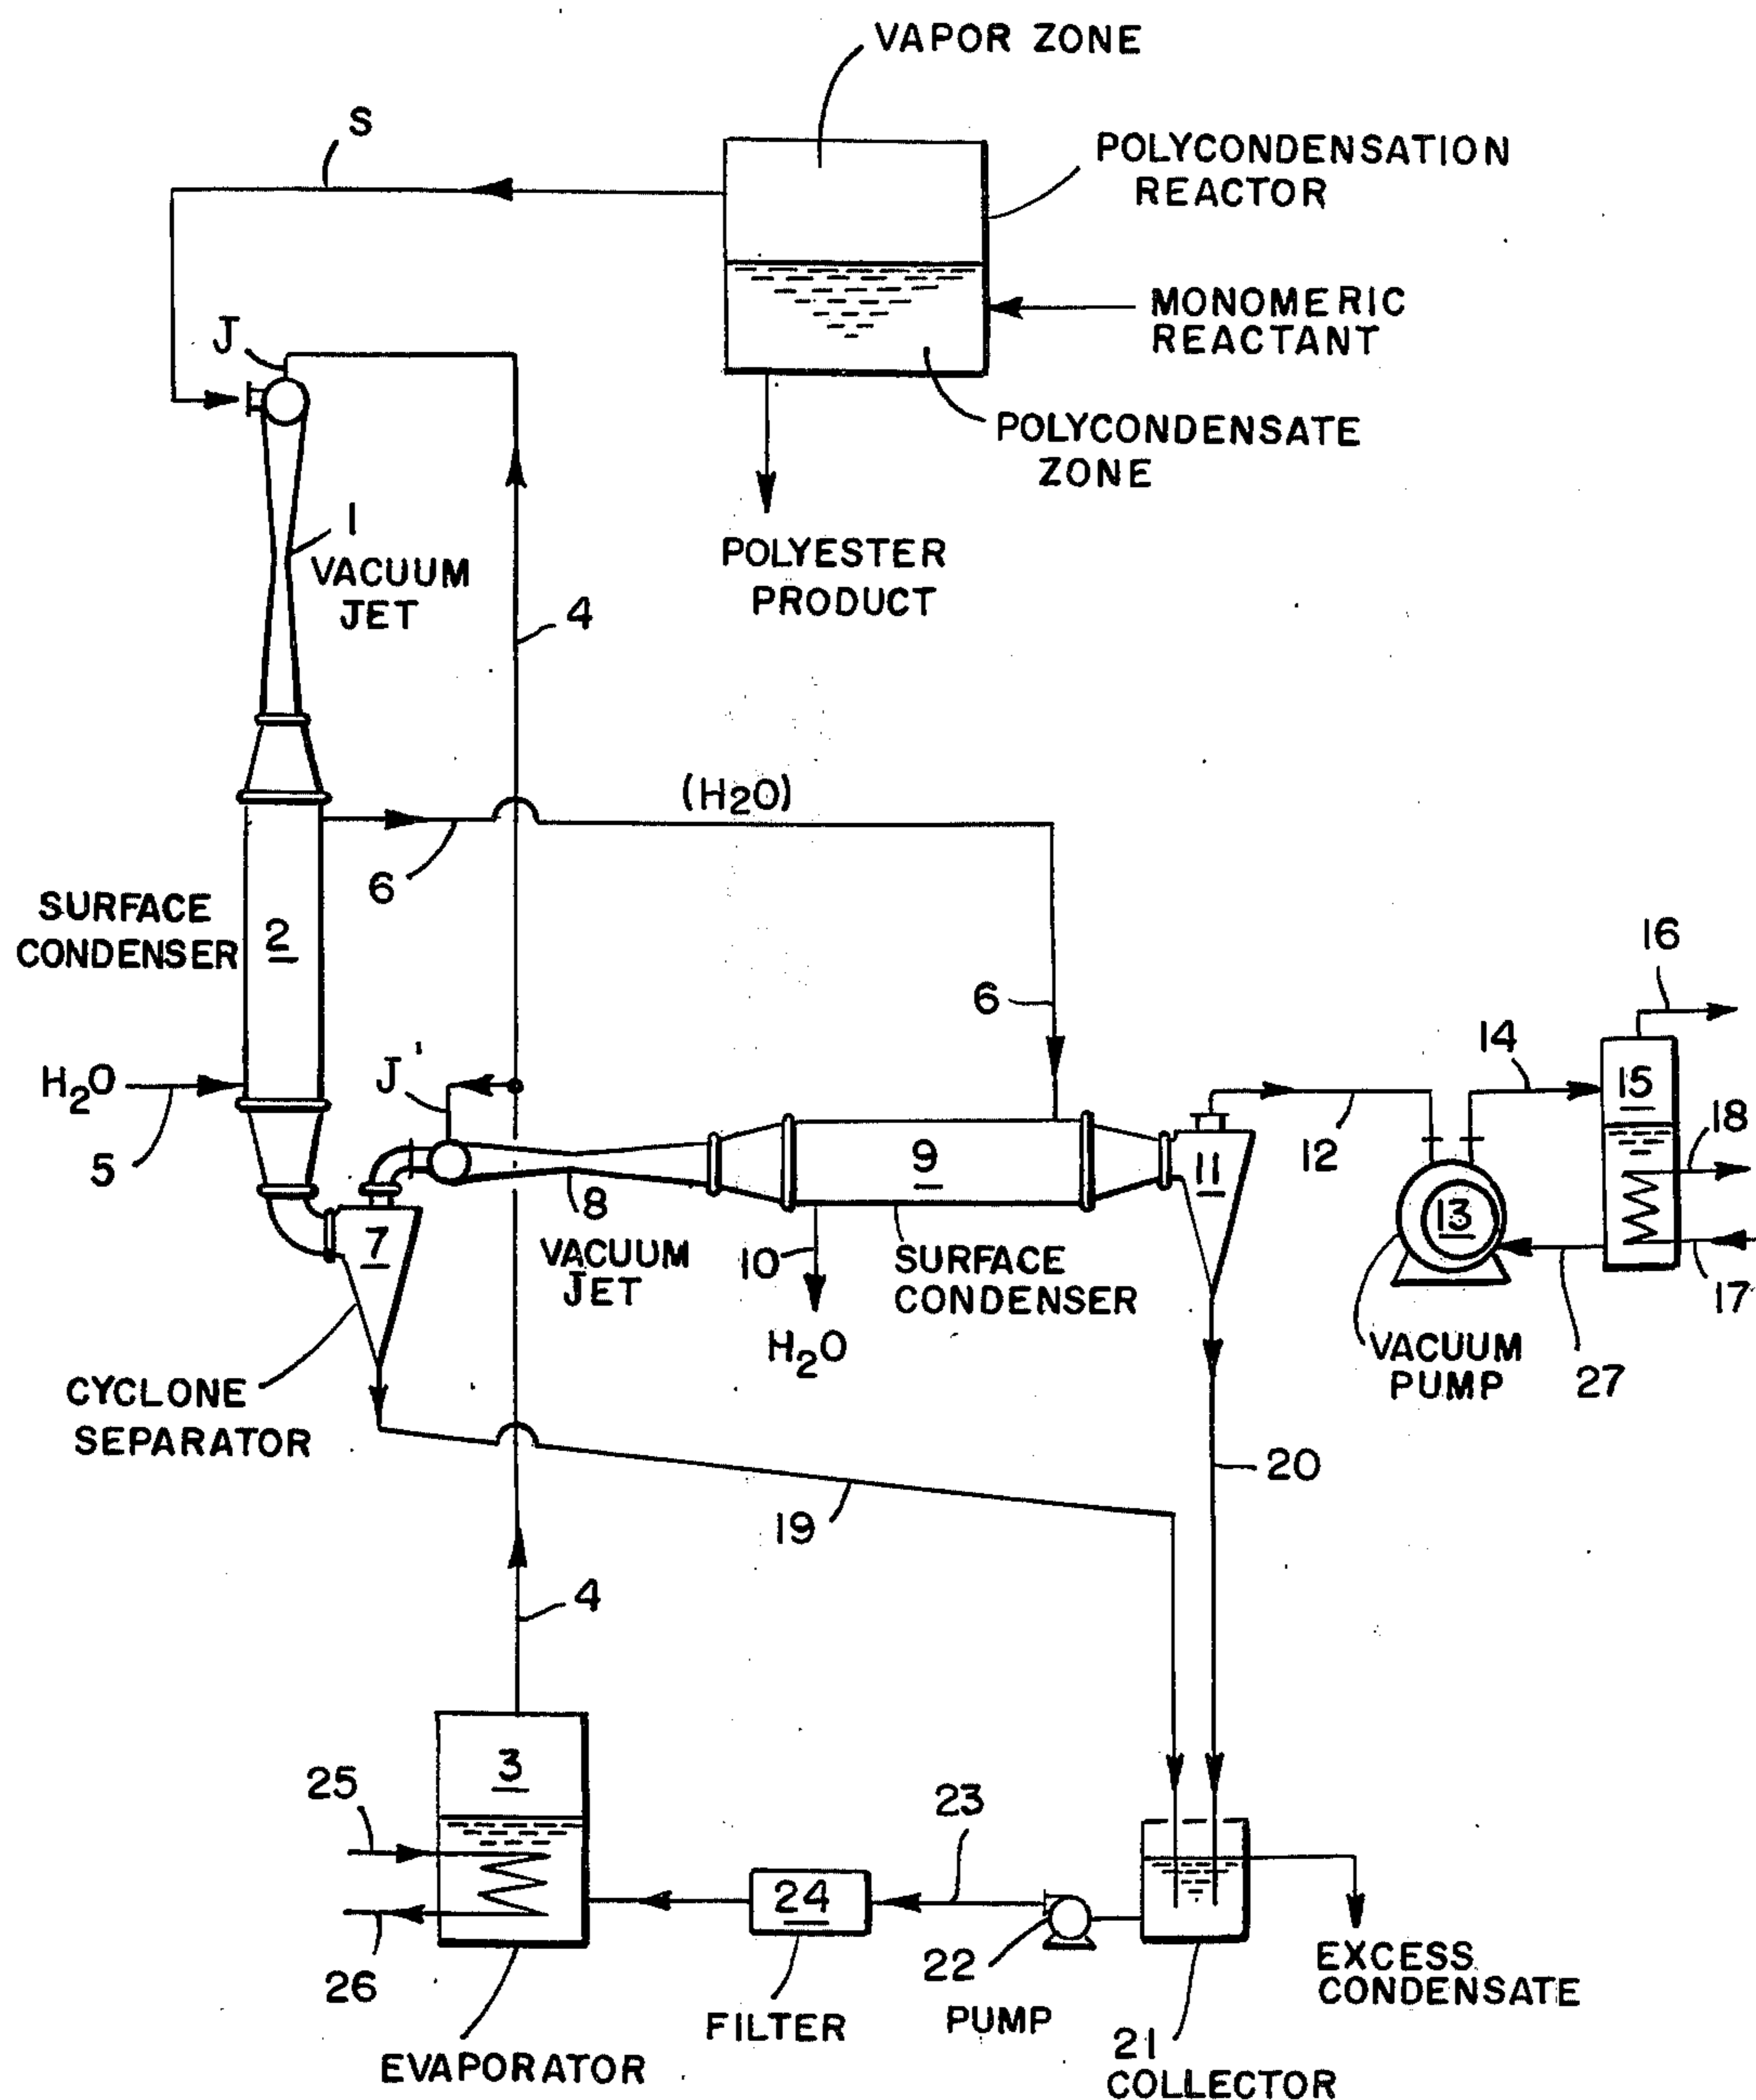 VAPOR ZONE
S
POLYCONDENSATION
REACTOR
MONOMERIC
REACTANT
J
POLYCONDENSATE
ZONE
1
VACUUM
JET
POLYESTER
PRODUCT
4
(H2O)
6
SURFACE
CONDENSER
2
16
6
14
15
H2O
J'
18
5
12
9
11
13
7
8
VACUUM
JET
10
SURFACE
CONDENSER
17
H2O
VACUUM
PUMP
27
CYCLONE
SEPARATOR
20
19
4
3
25
23
24
26
22
PUMP
EXCESS
CONDENSATE
FILTER
21
COLLECTOR
EVAPORATOR